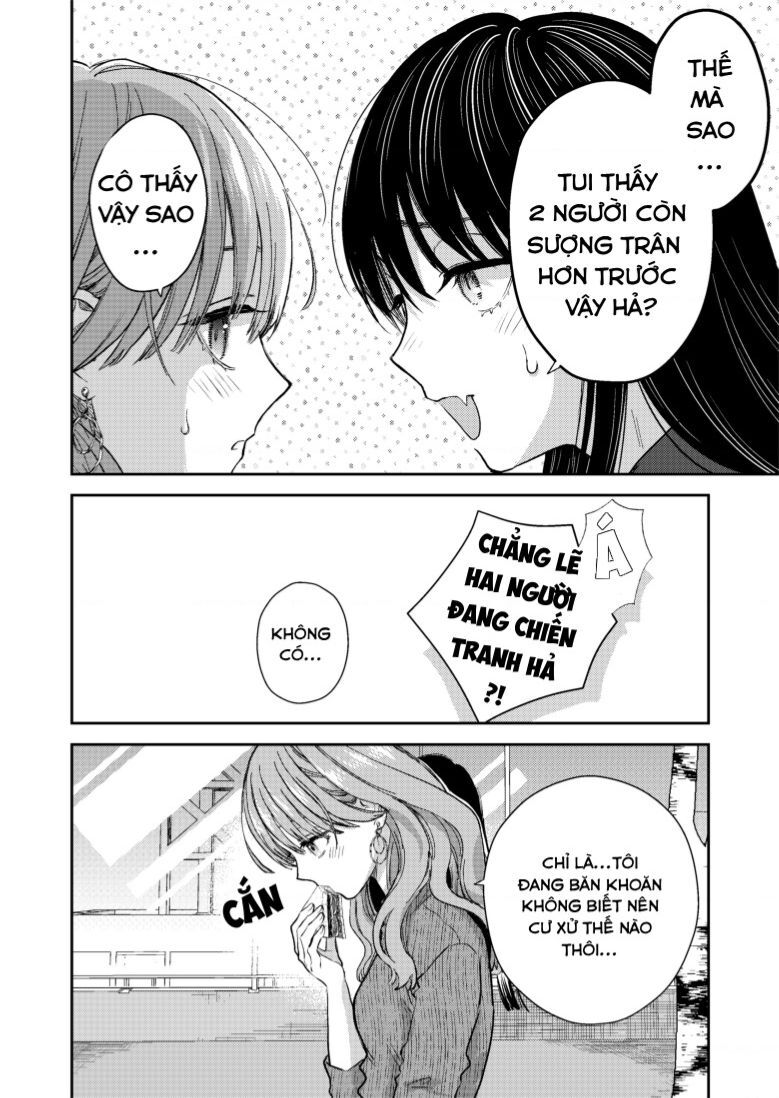 THẾ
MÀ
SAO
...
TUI THẤY
2 NGƯỜI CÒN
SƯỢNG TRÂN
HƠN TRƯỚC
VẬY HẢ?
CÔ THẤY
VẬY SAO
...
Á
CHẲNG LẼ
HAI NGƯỜI
ĐANG CHIẾN
TRANH HẢ
?!
KHÔNG
CÓ...
CHỈ LÀ...TÔI
ĐANG BĂN KHOĂN
KHÔNG BIẾT NÊN
CƯ XỬ THẾ NÀO
THÔI...
CẮN